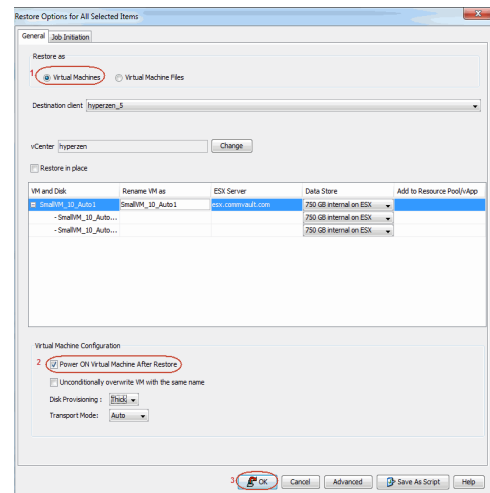 Restore Options for All Selected Items
General Job Initiation
Restore as
1 Virtual Machines Virtual Machine Files
Destination client hyperzen_5
vCenter hyperzen Change
Restore in place
VM and Disk Rename VM as ESX Server Data Store Add to Resource Pool/vApp
SmallVM_10_Auto1 SmallVM_10_Auto1 esx.commvault.com 750 GB internal on ESX
- SmallVM_10_Auto... 750 GB internal on ESX
- SmallVM_10_Auto... 750 GB internal on ESX
Virtual Machine Configuration
2 Power ON Virtual Machine After Restore
Unconditionally overwrite VM with the same name
Disk Provisioning : Thick
Transport Mode: Auto
3 OK Cancel Advanced Save As Script Help